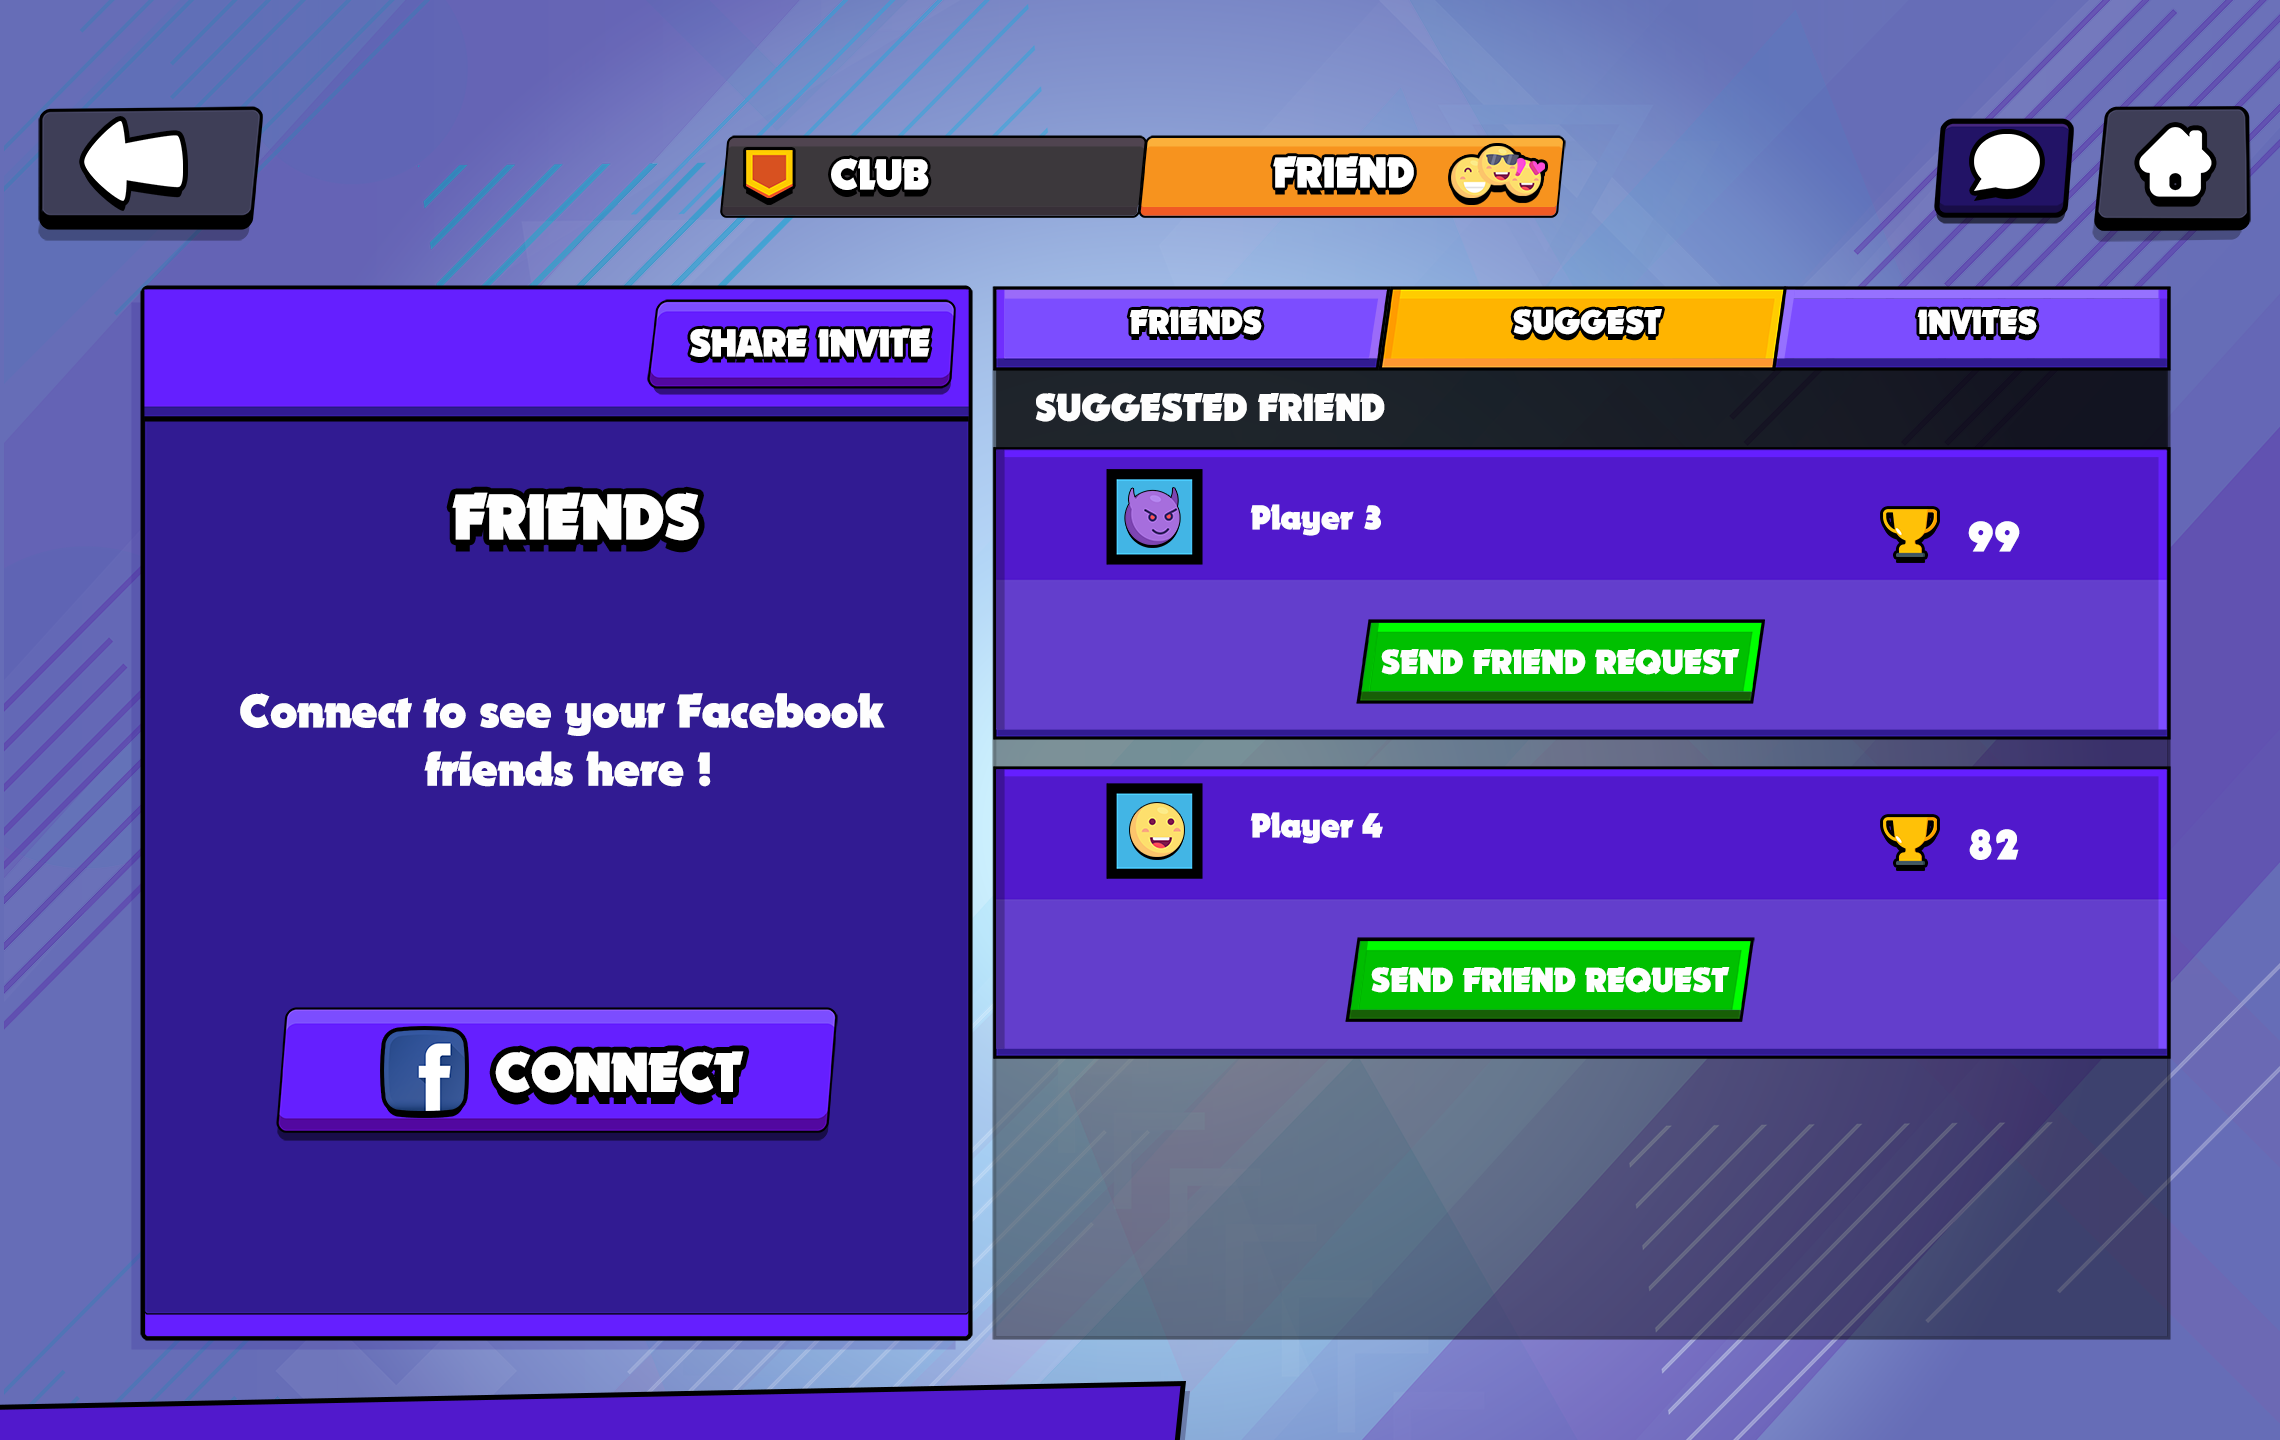 CLUB
FRIEND
SHARE INVITE
FRIENDS
Connect to see your Facebook
friends here !
f
CONNECT
FRIENDS
SUGGEST
INVITES
SUGGESTED FRIEND
Player 3
99
SEND FRIEND REQUEST
Player 4
82
SEND FRIEND REQUEST